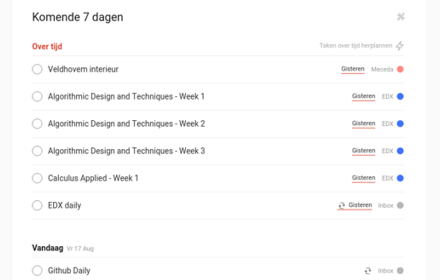 Komende 7 dagen
Over tijd
Taken over tijd herplannen
Veldhovem interieur Gisteren Meceda
Algorithmic Design and Techniques - Week 1 Gisteren EDX
Algorithmic Design and Techniques - Week 2 Gisteren EDX
Algorithmic Design and Techniques - Week 3 Gisteren EDX
Calculus Applied - Week 1 Gisteren EDX
EDX daily Gisteren Inbox
Vandaag Vr 17 Aug
Github Daily Inbox